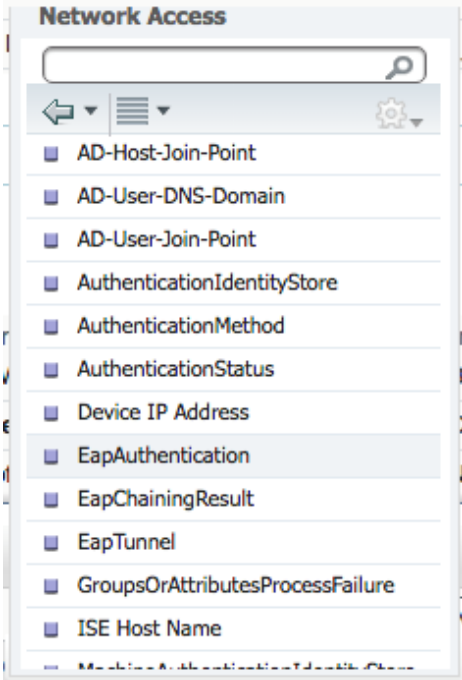 Network Access
AD-Host-Join-Point
AD-User-DNS-Domain
AD-User-Join-Point
AuthenticationIdentityStore
AuthenticationMethod
AuthenticationStatus
Device IP Address
EapAuthentication
EapChainingResult
EapTunnel
GroupsOrAttributesProcessFailure
ISE Host Name
MachineAuthenticationIdentityStore